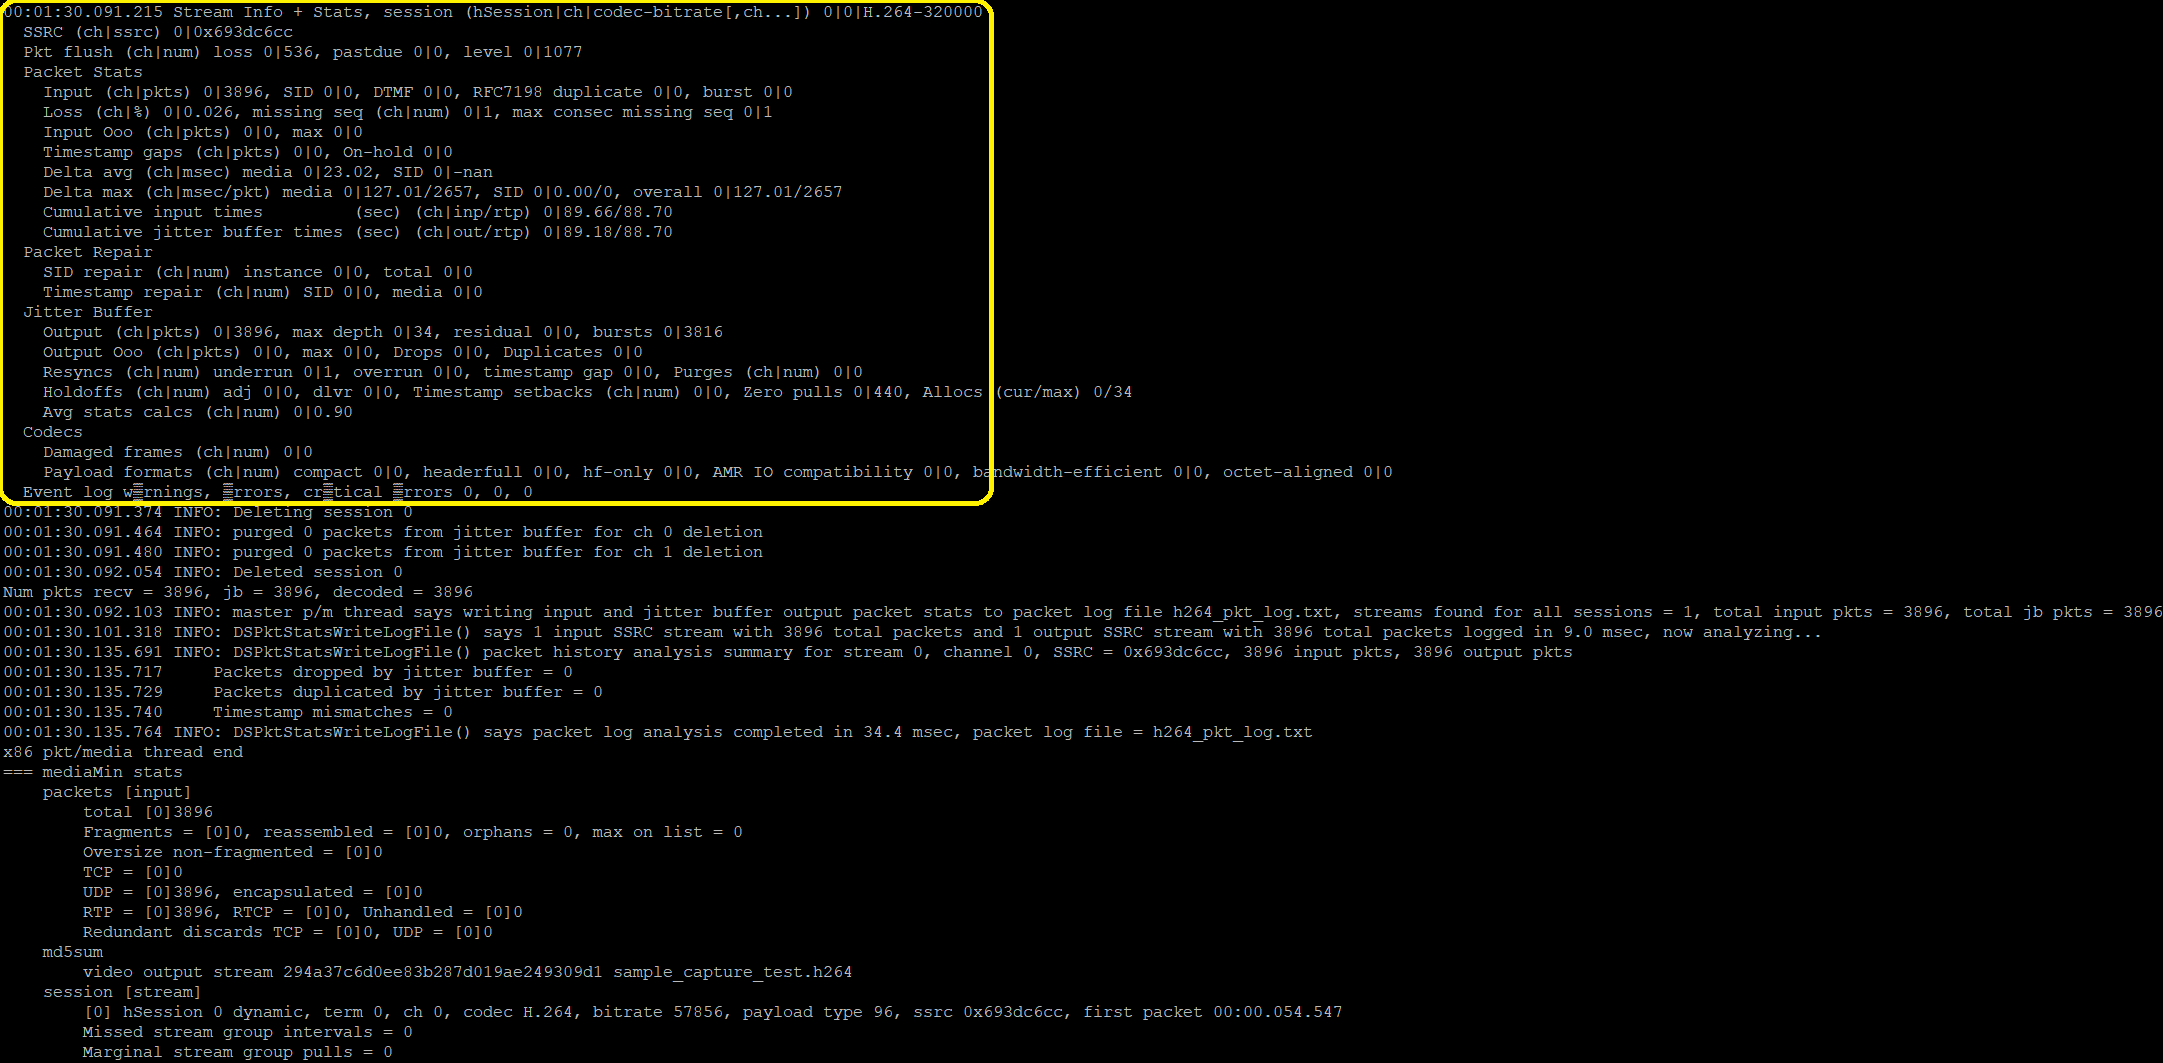 00:01:30.091.215 Stream Info + Stats, session (hSession|ch|codec-bitrate[,ch...]) 0|0|H.264-320000
  SSRC (ch|ssrc) 0|0x693dc6cc
  Pkt flush (ch|num) loss 0|536, pastdue 0|0, level 0|1077
  Packet Stats
    Input (ch|pkts) 0|3896, SID 0|0, DTMF 0|0, RFC7198 duplicate 0|0, burst 0|0
    Loss (ch|%) 0|0.026, missing seq (ch|num) 0|1, max consec missing seq 0|1
    Input Ooo (ch|pkts) 0|0, max 0|0
    Timestamp gaps (ch|pkts) 0|0, On-hold 0|0
    Delta avg (ch|msec) media 0|23.02, SID 0|-nan
    Delta max (ch|msec/pkt) media 0|127.01/2657, SID 0|0.00/0, overall 0|127.01/2657
    Cumulative input times         (sec) (ch|inp/rtp) 0|89.66/88.70
    Cumulative jitter buffer times (sec) (ch|out/rtp) 0|89.18/88.70
  Packet Repair
    SID repair (ch|num) instance 0|0, total 0|0
    Timestamp repair (ch|num) SID 0|0, media 0|0
  Jitter Buffer
    Output (ch|pkts) 0|3896, max depth 0|34, residual 0|0, bursts 0|3816
    Output Ooo (ch|pkts) 0|0, max 0|0, Drops 0|0, Duplicates 0|0
    Resyncs (ch|num) underrun 0|1, overrun 0|0, timestamp gap 0|0, Purges (ch|num) 0|0
    Holdoffs (ch|num) adj 0|0, dlvr 0|0, Timestamp setbacks (ch|num) 0|0, Zero pulls 0|440, Allocs (cur/max) 0/34
    Avg stats calcs (ch|num) 0|0.90
  Codecs
    Damaged frames (ch|num) 0|0
    Payload formats (ch|num) compact 0|0, headerfull 0|0, hf-only 0|0, AMR IO compatibility 0|0, bandwidth-efficient 0|0, octet-aligned 0|0
  Event log w▒rnings, ▒rrors, cr▒tical ▒rrors 0, 0, 0
00:01:30.091.374 INFO: Deleting session 0
00:01:30.091.464 INFO: purged 0 packets from jitter buffer for ch 0 deletion
00:01:30.091.480 INFO: purged 0 packets from jitter buffer for ch 1 deletion
00:01:30.092.054 INFO: Deleted session 0
Num pkts recv = 3896, jb = 3896, decoded = 3896
00:01:30.092.103 INFO: master p/m thread says writing input and jitter buffer output packet stats to packet log file h264_pkt_log.txt, streams found for all sessions = 1, total input pkts = 3896, total jb pkts = 3896
00:01:30.101.318 INFO: DSPktStatsWriteLogFile() says 1 input SSRC stream with 3896 total packets and 1 output SSRC stream with 3896 total packets logged in 9.0 msec, now analyzing...
00:01:30.135.691 INFO: DSPktStatsWriteLogFile() packet history analysis summary for stream 0, channel 0, SSRC = 0x693dc6cc, 3896 input pkts, 3896 output pkts
00:01:30.135.717     Packets dropped by jitter buffer = 0
00:01:30.135.729     Packets duplicated by jitter buffer = 0
00:01:30.135.740     Timestamp mismatches = 0
00:01:30.135.764 INFO: DSPktStatsWriteLogFile() says packet log analysis completed in 34.4 msec, packet log file = h264_pkt_log.txt
x86 pkt/media thread end
=== mediaMin stats
    packets [input]
        total [0]3896
        Fragments = [0]0, reassembled = [0]0, orphans = 0, max on list = 0
        Oversize non-fragmented = [0]0
        TCP = [0]0
        UDP = [0]3896, encapsulated = [0]0
        RTP = [0]3896, RTCP = [0]0, Unhandled = [0]0
        Redundant discards TCP = [0]0, UDP = [0]0
    md5sum
        video output stream 294a37c6d0ee83b287d019ae249309d1 sample_capture_test.h264
    session [stream]
        [0] hSession 0 dynamic, term 0, ch 0, codec H.264, bitrate 57856, payload type 96, ssrc 0x693dc6cc, first packet 00:00.054.547
        Missed stream group intervals = 0
        Marginal stream group pulls = 0